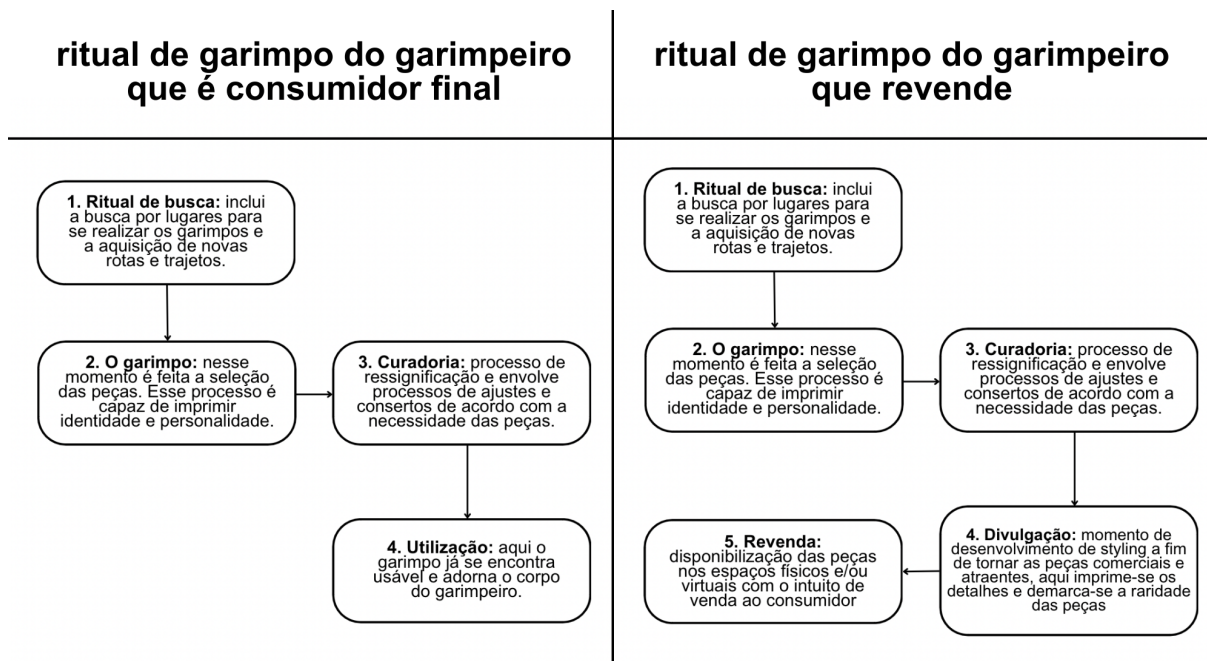 ritual de garimpo do garimpeiro
que é consumidor final
1. Ritual de busca: inclui
a busca por lugares para
se realizar os garimpos e
a aquisição de novas
rotas e trajetos.
2. O garimpo: nesse
momento é feita a seleção
das peças. Esse processo é
capaz de imprimir
identidade e personalidade.
3. Curadoria: processo de
ressignificação e envolve
processos de ajustes e
consertos de acordo com a
necessidade das peças.
4. Utilização: aqui o
garimpo já se encontra
usável e adorna o corpo
do garimpeiro.
ritual de garimpo do garimpeiro
que revende
1. Ritual de busca: inclui
a busca por lugares para
se realizar os garimpos e
a aquisição de novas
rotas e trajetos.
2. O garimpo: nesse
momento é feita a seleção
das peças. Esse processo é
capaz de imprimir
identidade e personalidade.
3. Curadoria: processo de
ressignificação e envolve
processos de ajustes e
consertos de acordo com a
necessidade das peças.
4. Divulgação: momento de
desenvolvimento de styling a fim
de tornar as peças comerciais e
atraentes, aqui imprime-se os
detalhes e demarca-se a raridade
das peças
5. Revenda:
disponibilização das peças
nos espaços físicos e/ou
virtuais com o intuito de
venda ao consumidor